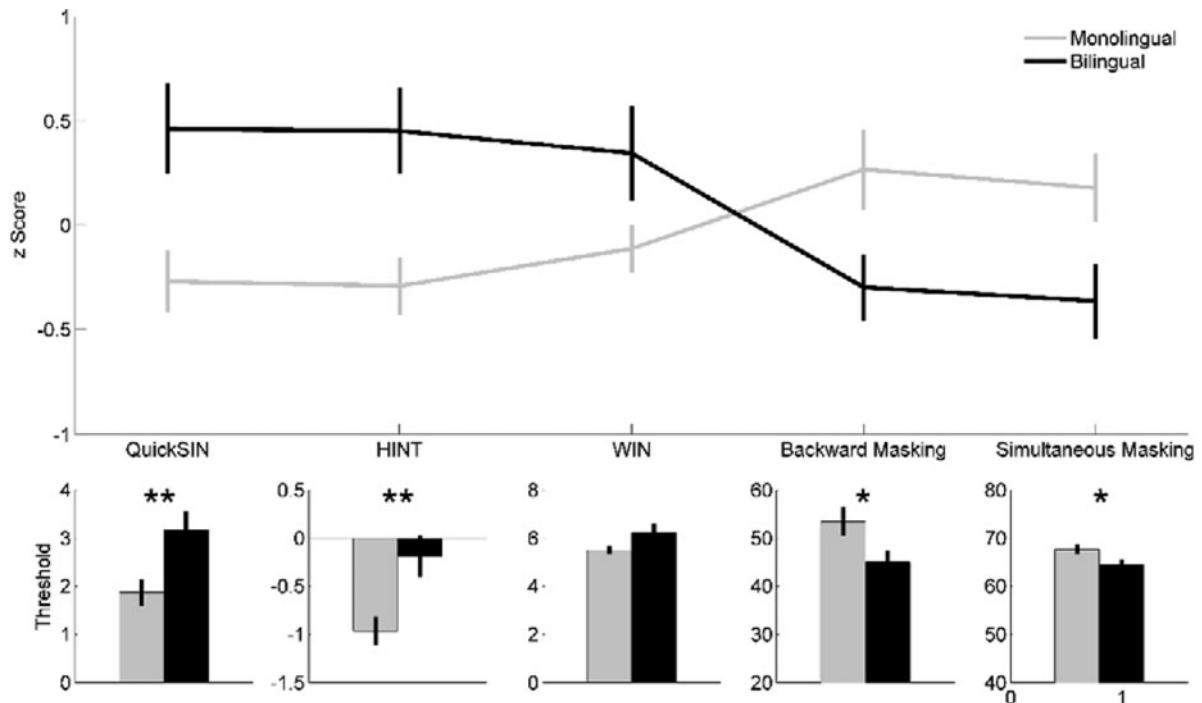 1
Monolingual
Bilingual
0.5
0
-0.5
-1
z Score
QuickSIN HINT WIN Backward Masking Simultaneous Masking
** ** * *
4 0.5 8 60 80
3 0 6 50 70
2 -0.5 4 40 60
1 -1 2 30 50
0 -1.5 0 20 40
Threshold
0 1